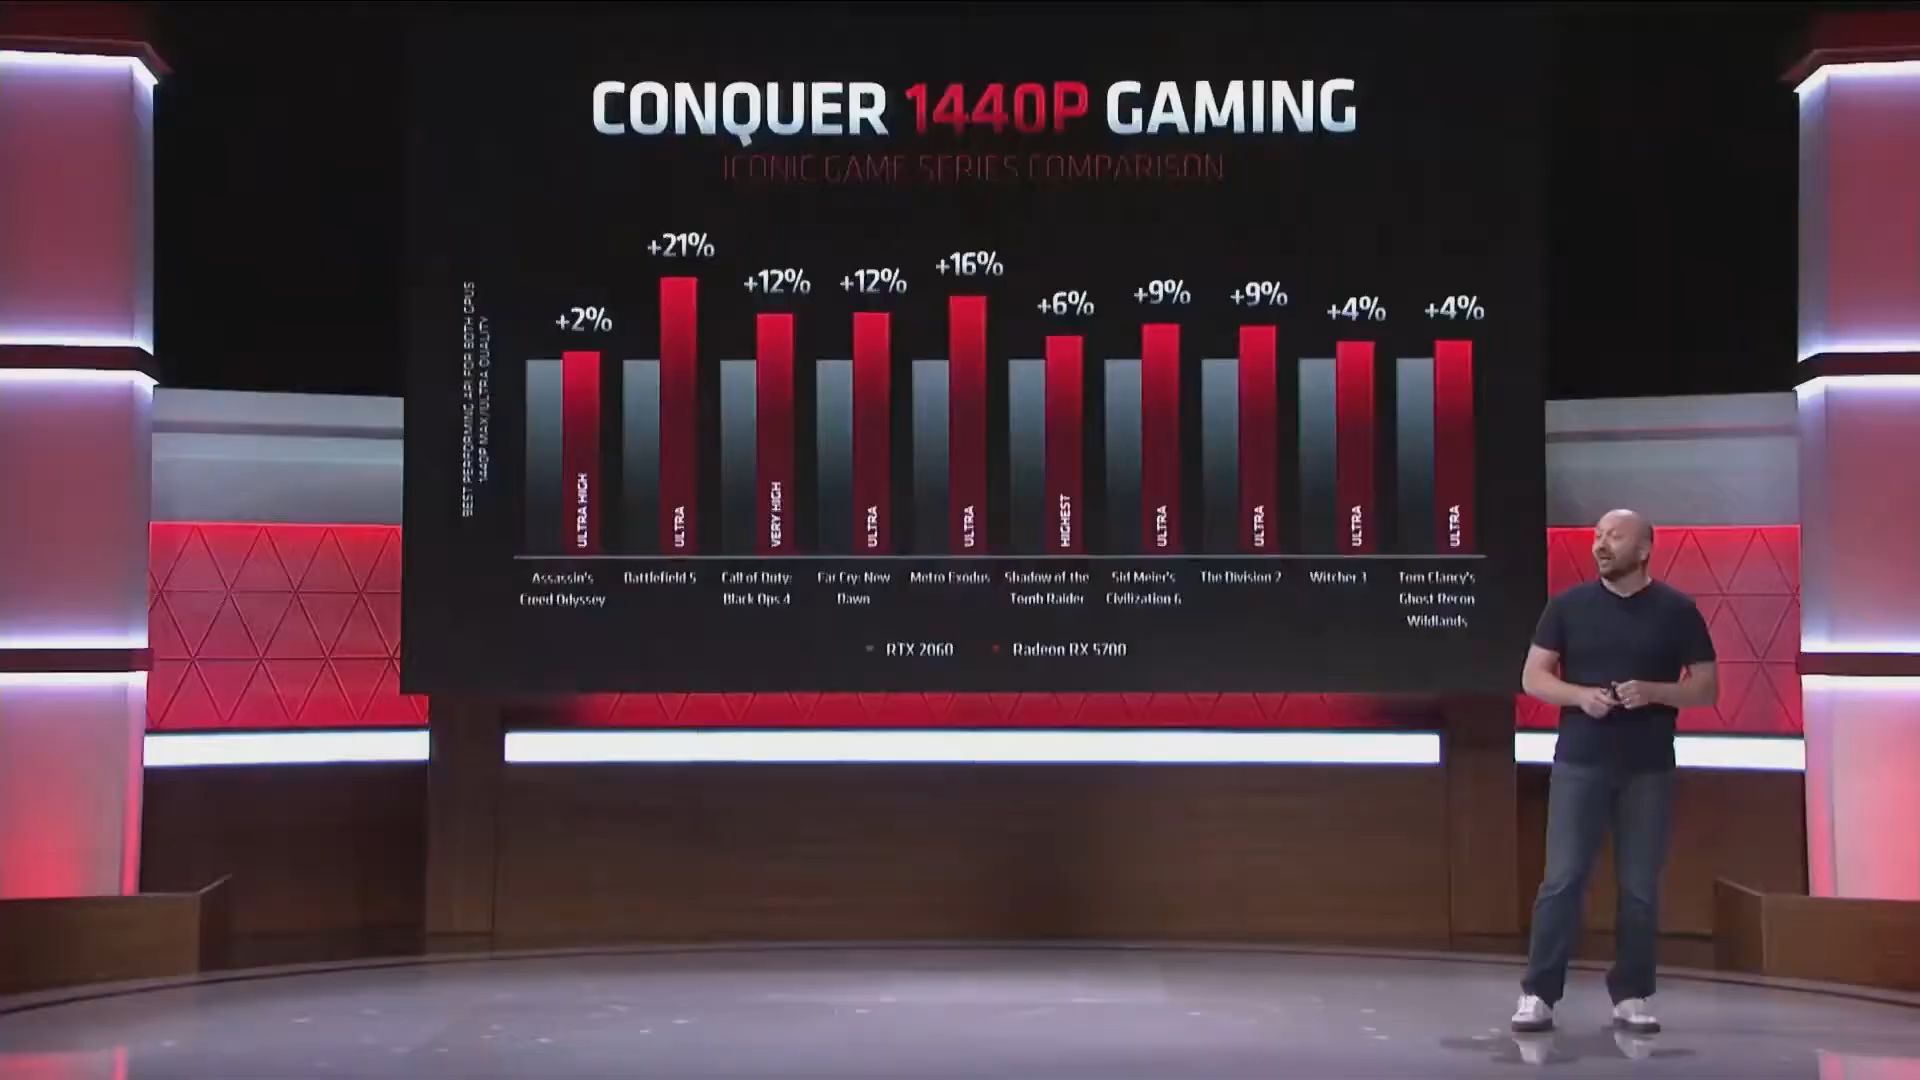 CONQUER 1440P GAMING
ICONIC GAME SERIES COMPARISON
BEST PERFORMING API FOR BOTH GPUS
1440P MAX/ULTRA QUALITY
+2%
+21%
+12%
+12%
+16%
+6%
+9%
+9%
+4%
+4%
ULTRA HIGH
ULTRA
VERY HIGH
ULTRA
ULTRA
HIGHEST
ULTRA
ULTRA
ULTRA
ULTRA
Assassin's
Creed Odyssey
Battlefield 5
Call of Duty:
Black Ops 4
Far Cry: New
Dawn
Metro Exodus
Shadow of the
Tomb Raider
Sid Meier's
Civilization 6
The Division 2
Witcher 3
Tom Clancy's
Ghost Recon
Wildlands
RTX 2060
Radeon RX 5700